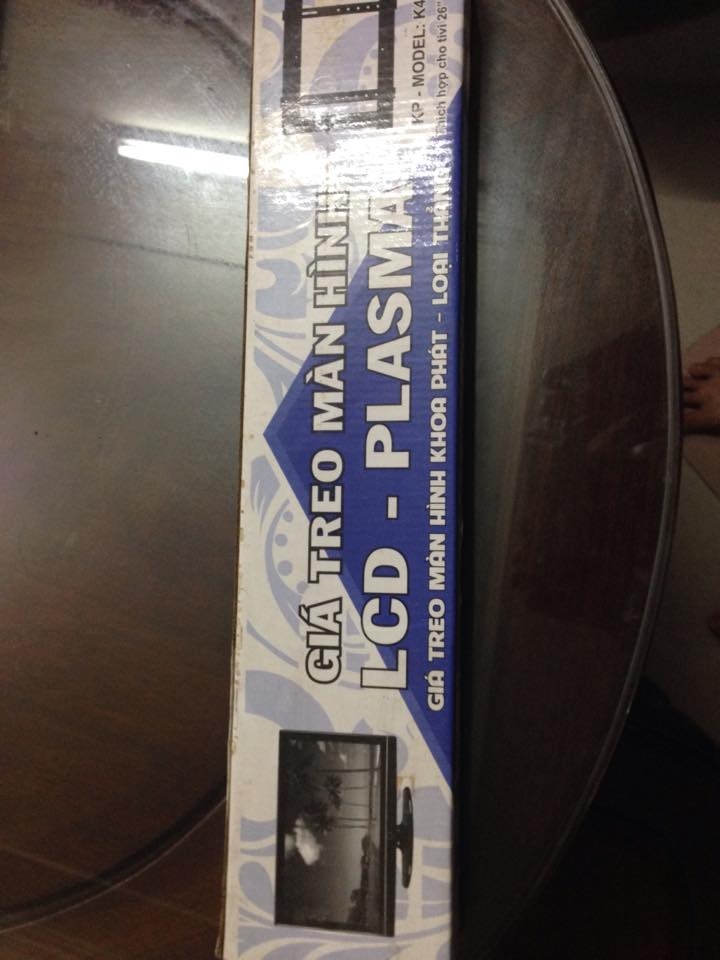 GIÁ TREO MÀN HÌNH
LCD - PLASMA
GIÁ TREO MÀN HÌNH KHOA PHÁT - LOẠI THẲNG
KP - MODEL: K4
hợp cho tivi 26"